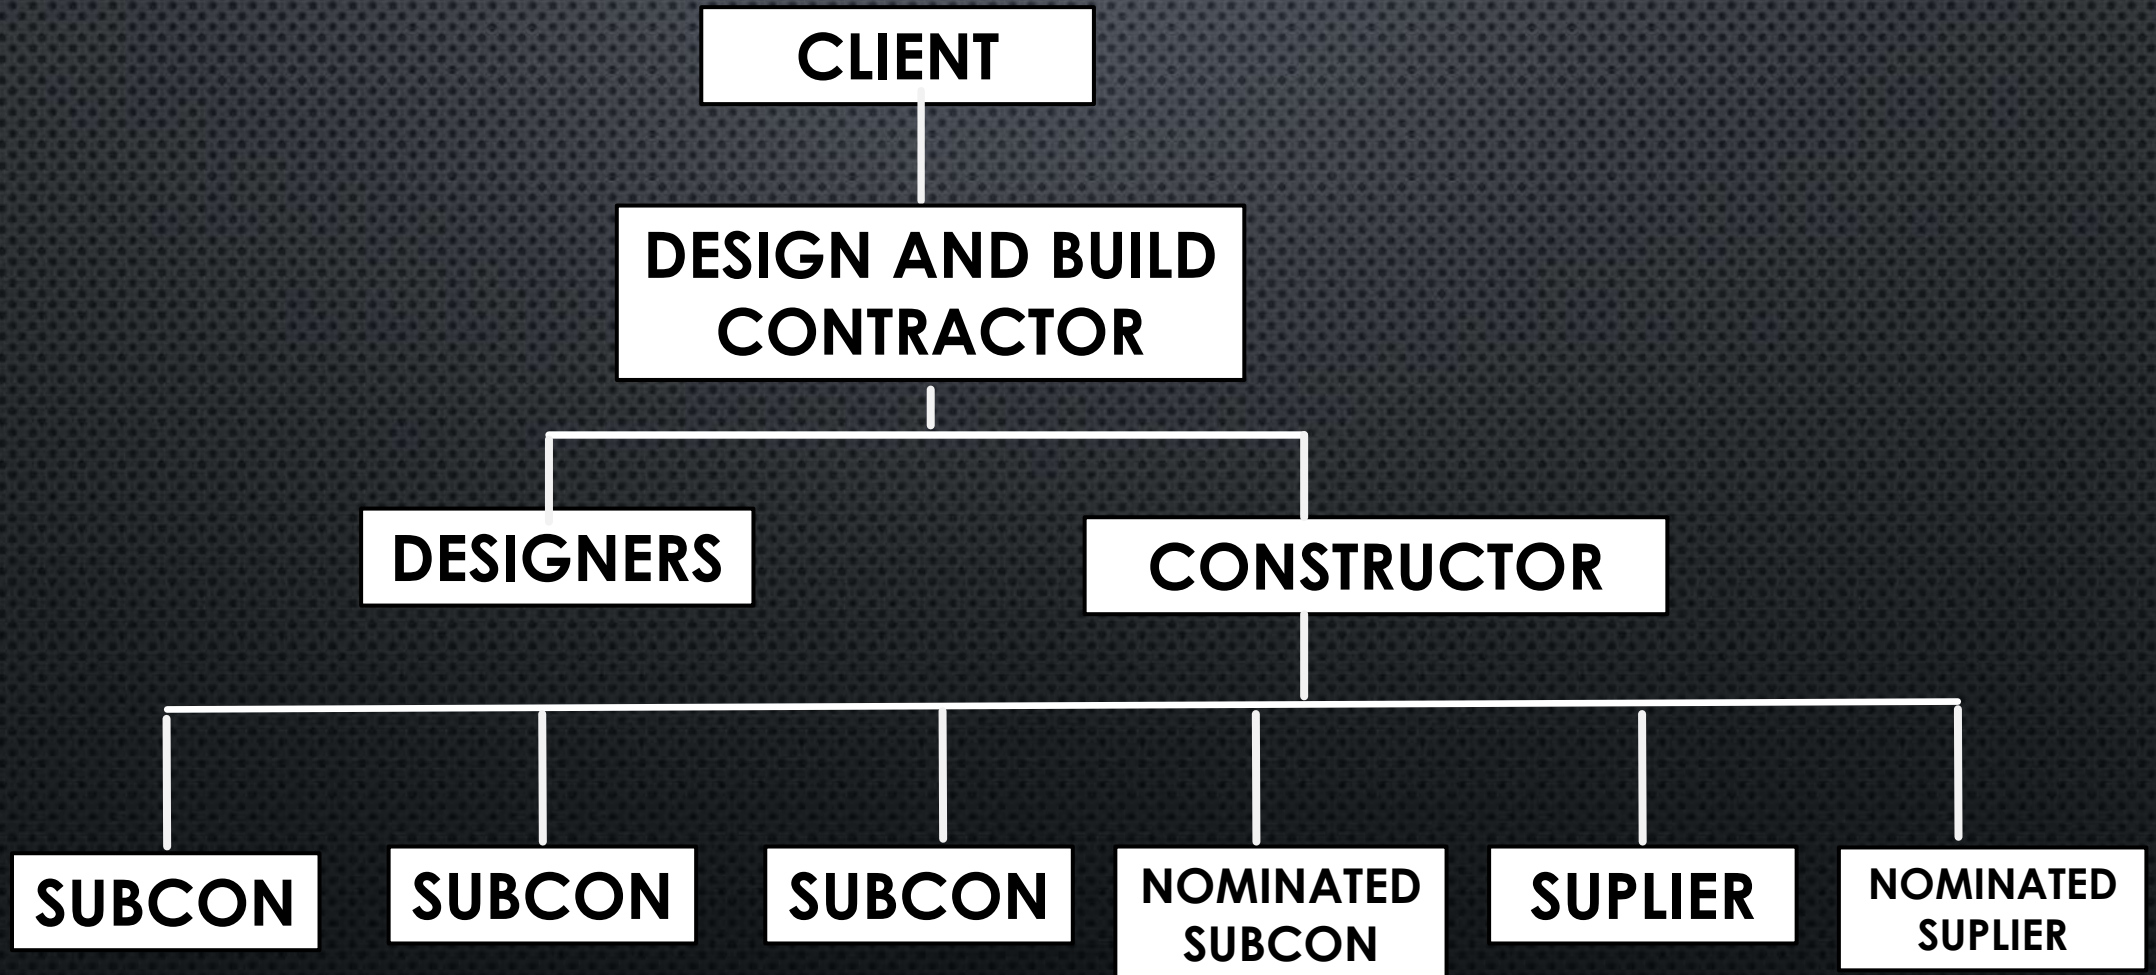 CLIENT
DESIGN AND BUILD
CONTRACTOR
DESIGNERS
CONSTRUCTOR
SUBCON
SUBCON
SUBCON
NOMINATED
SUBCON
SUPLIER
NOMINATED
SUPLIER